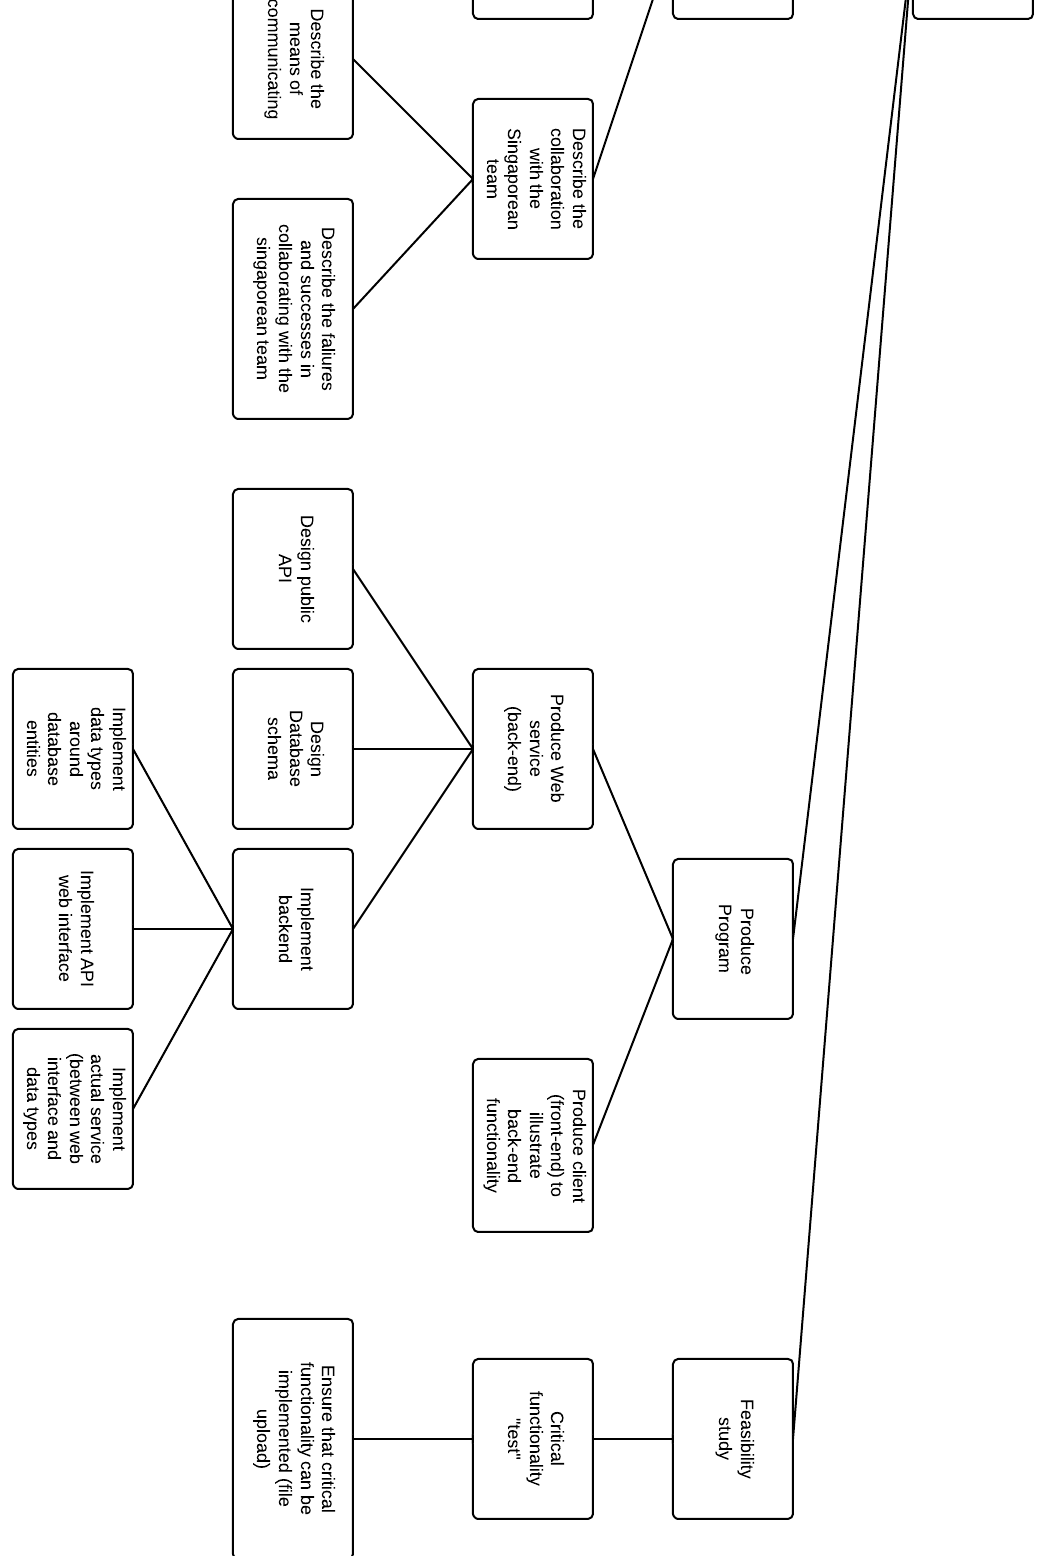 Produce
Program
Feasibility
study
Describe the
collaboration
with the
Singaporean
team
Produce Web
service
(back-end)
Produce client
(front-end) to
illustrate
back-end
functionality
Critical
functionality
"test"
Describe the
means of
communicating
Describe the faliures
and successes in
collaborating with the
singaporean team
Design public
API
Design
Database
schema
Implement
backend
Ensure that critical
functionality can be
implemented (file
upload)
Implement
data types
around
database
entities
Implement API
web interface
Implement
actual service
(between web
interface and
data types